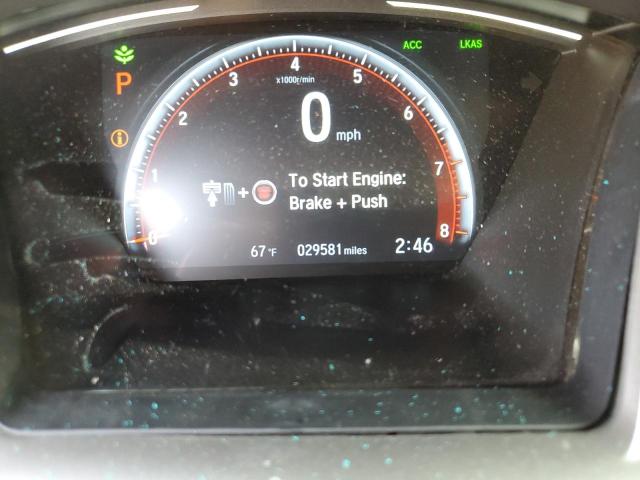 ACC LKAS
P
4
3 5
x1000r/min
2 6
0 mph
1 7
+ To Start Engine:
Brake + Push
0 8
67°F 029581 miles 2:46